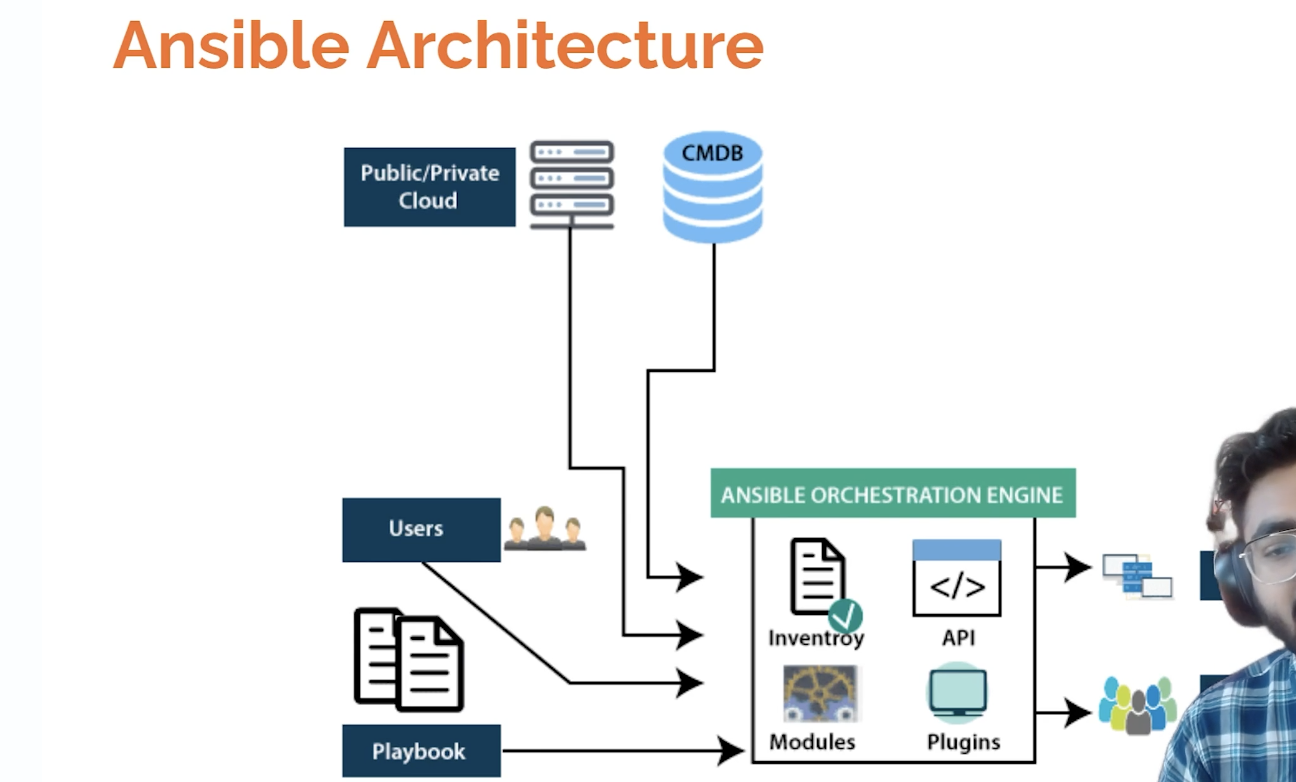 Ansible Architecture
Public/Private
Cloud
CMDB
Users
ANSIBLE ORCHESTRATION ENGINE
</>
Inventroy
API
Modules
Plugins
Playbook